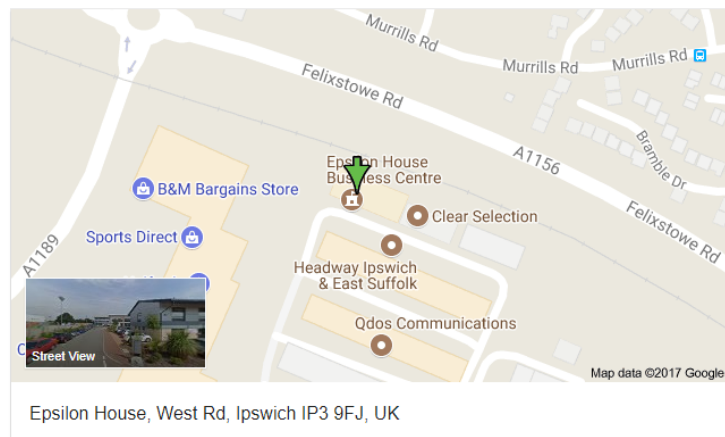 Murrills Rd
Murrills Rd
Murrills Rd
Felixstowe Rd
A1156
Bramble Dr
Felixstowe Rd
Epsilon House
Business Centre
B&M Bargains Store
Clear Selection
Sports Direct
A1189
Headway Ipswich
& East Suffolk
Qdos Communications
Street View
Map data ©2017 Google
Epsilon House, West Rd, Ipswich IP3 9FJ, UK